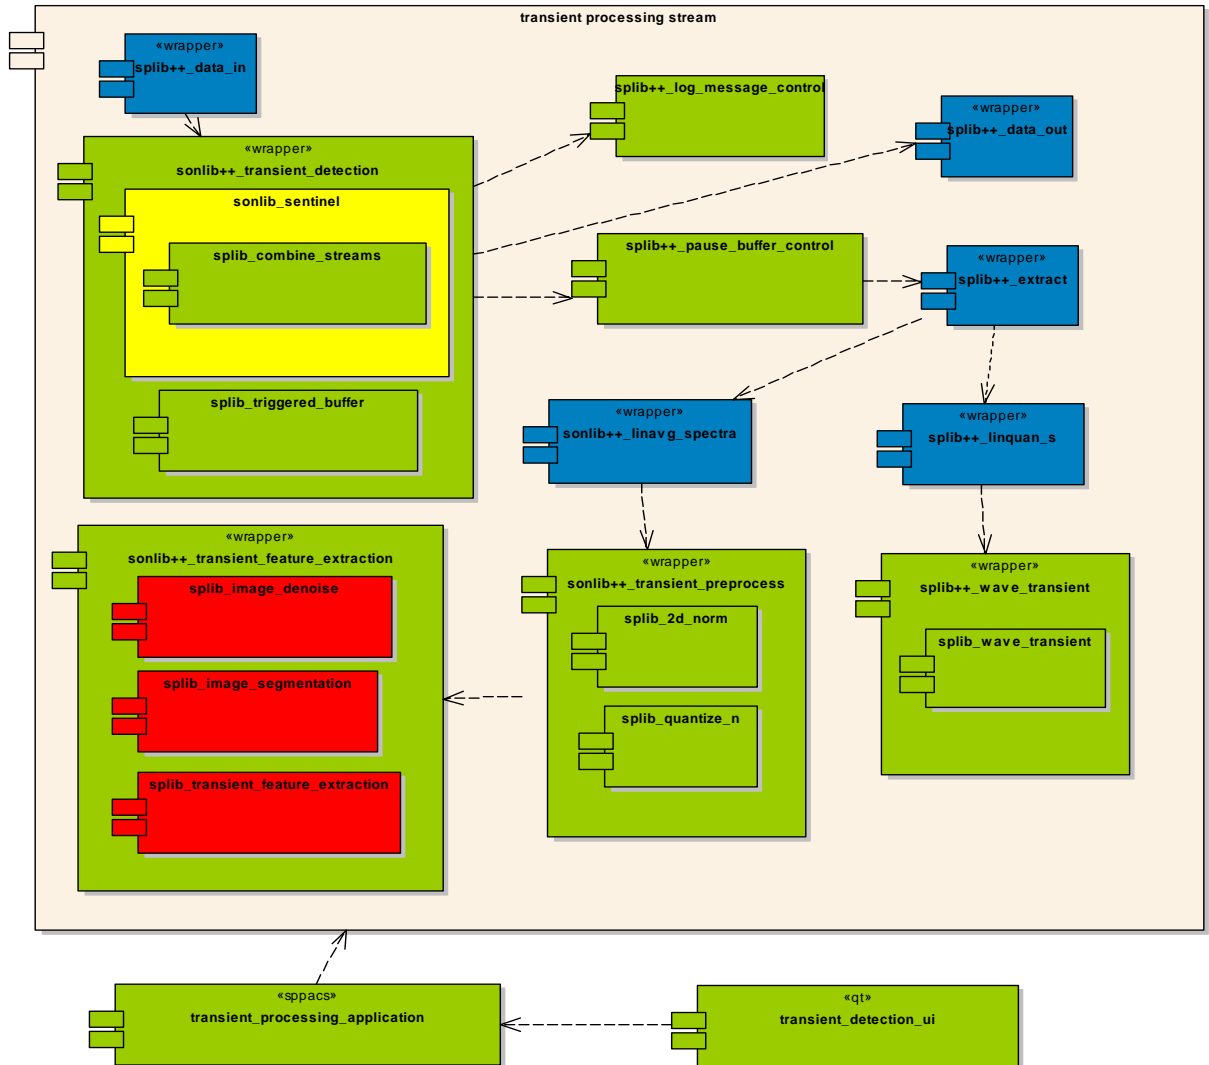 transient processing stream
«wrapper»
splib++_data_in
splib++_log_message_control
«wrapper»
splib++_data_out
«wrapper»
sonlib++_transient_detection
sonlib_sentinel
splib_combine_streams
splib_triggered_buffer
splib++_pause_buffer_control
«wrapper»
splib++_extract
«wrapper»
sonlib++_linavg_spectra
«wrapper»
splib++_linquan_s
«wrapper»
sonlib++_transient_feature_extraction
splib_image_denoise
splib_image_segmentation
splib_transient_feature_extraction
«wrapper»
sonlib++_transient_preprocess
splib_2d_norm
splib_quantize_n
«wrapper»
splib++_wave_transient
splib_wave_transient
«sppacs»
transient_processing_application
«qt»
transient_detection_ui